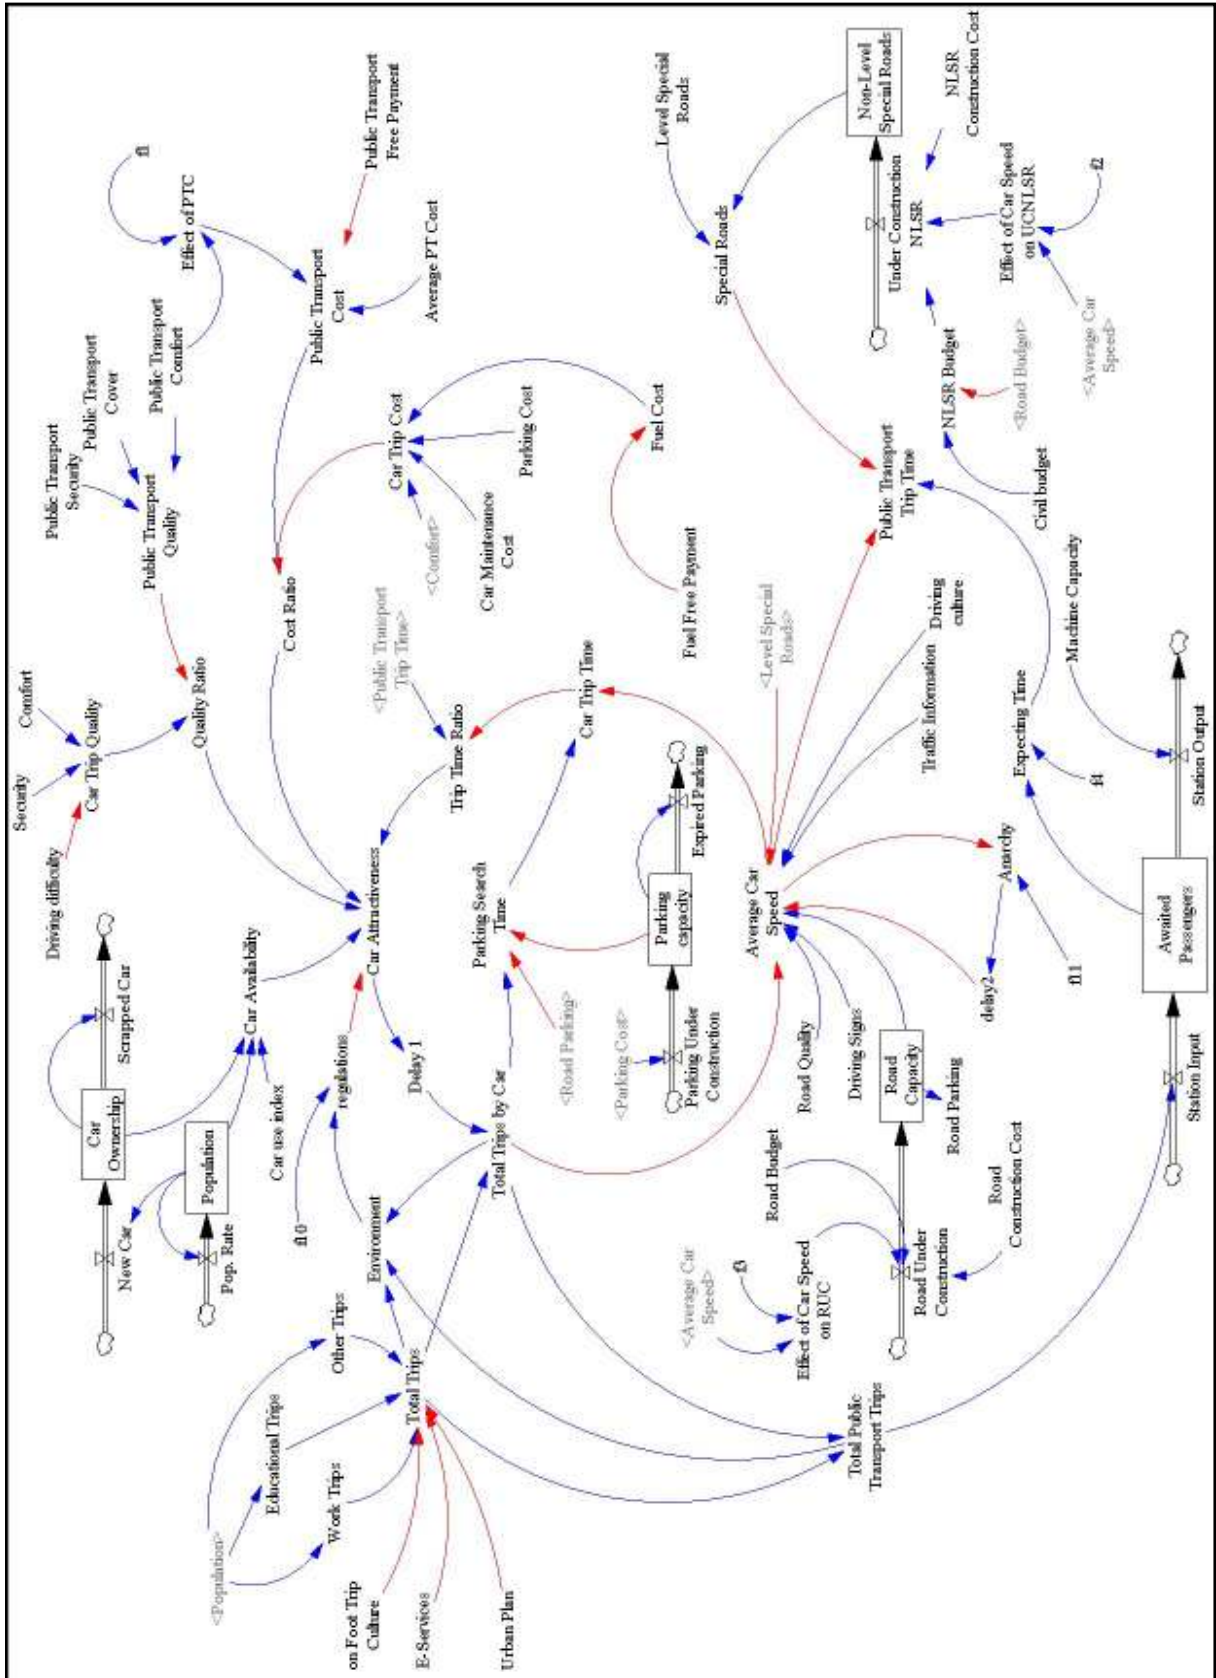 <Population>
Educational Trips
Work Trips
Other Trips
on Foot Trip
Culture
E-Services
Urban Plan
Total Trips
Total Public
Transport Trips
New Car
Car
Ownership
Scrapped Car
Pop. Rate
Population
Car use index
Car Availability
f10
regulations
Environment
Delay 1
Total Trips by Car
Car Attractiveness
Driving difficulty
Security
Comfort
Car Trip Quality
Quality Ratio
Public Transport
Security
Public Transport
Cover
Public Transport
Comfort
Public Transport
Quality
Effect of PTC
f1
Public Transport
Cost
Public Transport
Free Payment
Average PT Cost
Cost Ratio
Car Trip Cost
<Comfort>
Car Maintenance
Cost
Parking Cost
Fuel Cost
Fuel Free Payment
<Public Transport
Trip Time>
Trip Time Ratio
Car Trip Time
Parking Search
Time
<Road Parking>
<Parking Cost>
Parking Under
Construction
Parking
capacity
Expired Parking
<Level Special
Roads>
Average Car
Speed
Road Quality
Driving Signs
Traffic Information
Driving
culture
<Average Car
Speed>
f3
Effect of Car Speed
on RUC
Road Budget
Road Under
Construction
Road
Construction Cost
Road
Capacity
Road Parking
delay2
Anarchy
f11
Station Input
Awaited
Passengers
Station Output
Expecting Time
f4
Machine Capacity
Public Transport
Trip Time
Civil budget
NLSR Budget
<Road Budget>
<Average Car
Speed>
Effect of Car Speed
on UCNLSR
f2
Under Construction
NLSR
NLSR
Construction Cost
Non-Level
Special Roads
Special Roads
Level Special
Roads